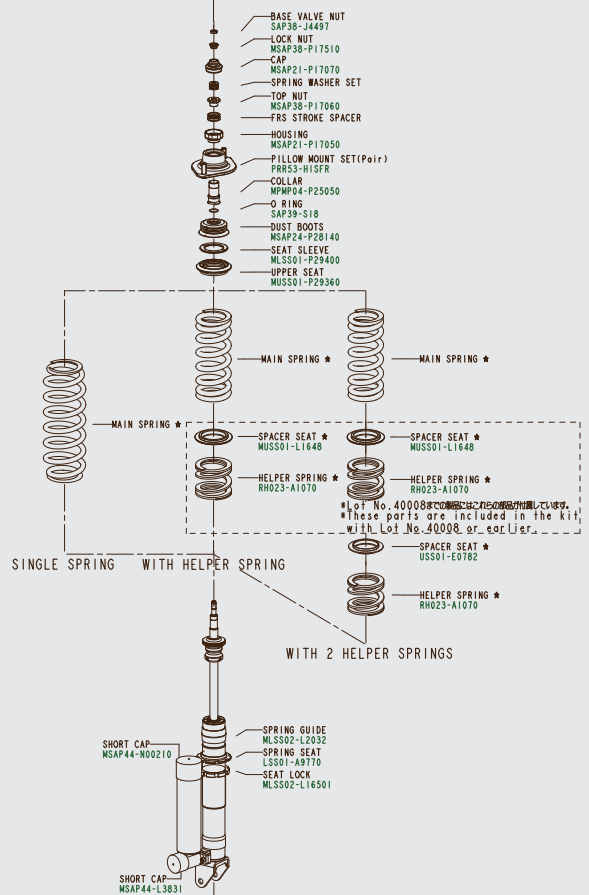 BASE VALVE NUT
SAP38-J4497
LOCK NUT
MSAP38-P17510
CAP
MSAP21-P17070
SPRING WASHER SET
TOP NUT
MSAP38-P17060
FRS STROKE SPACER
HOUSING
MSAP21-P17050
PILLOW MOUNT SET(Pair)
PRR53-H1SFR
COLLAR
MPMP04-P25050
O RING
SAP39-S18
DUST BOOTS
MSAP24-P28140
SEAT SLEEVE
MLSS01-P29400
UPPER SEAT
MUSS01-P29360
MAIN SPRING *
MAIN SPRING *
MAIN SPRING *
SPACER SEAT *
MUSS01-L1648
SPACER SEAT *
MUSS01-L1648
HELPER SPRING *
RH023-A1070
HELPER SPRING *
RH023-A1070
*Lot No.40008までの製品にはこれらの部品が付属しています。
*These parts are included in the kit
with Lot No.40008 or earlier.
SPACER SEAT *
USS01-E0782
SINGLE SPRING
WITH HELPER SPRING
HELPER SPRING *
RH023-A1070
WITH 2 HELPER SPRINGS
SPRING GUIDE
MLSS02-L2032
SHORT CAP
MSAP44-N00210
SPRING SEAT
LSS01-A9770
SEAT LOCK
MLSS02-L16501
SHORT CAP
MSAP44-L3831